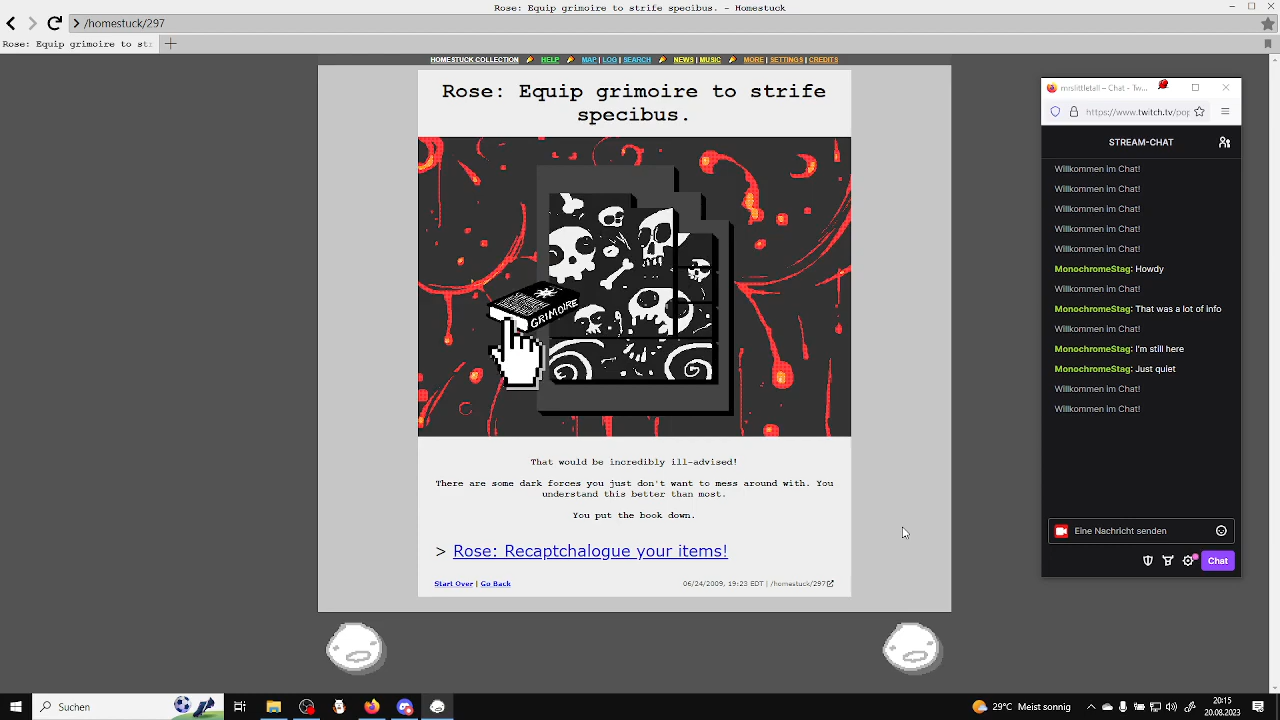 Rose: Equip grimoire to strife specibus. - Homestuck
/homestuck/297
Rose: Equip grimoire to str
HOMESTUCK COLLECTION HELP MAP | LOG | SEARCH NEWS | MUSIC MORE | SETTINGS | CREDITS
Rose: Equip grimoire to strife
specibus.
GRIMOIRE
That would be incredibly ill-advised!
There are some dark forces you just don't want to mess around with. You
understand this better than most.
You put the book down.
> Rose: Recaptchalogue your items!
Start Over | Go Back 06/24/2009, 19:23 EDT | /homestuck/297
mrslittletall – Chat - Tw...
https://www.twitch.tv/pop
STREAM-CHAT
Willkommen im Chat!
Willkommen im Chat!
Willkommen im Chat!
Willkommen im Chat!
Willkommen im Chat!
MonochromeStag: Howdy
Willkommen im Chat!
MonochromeStag: That was a lot of info
Willkommen im Chat!
MonochromeStag: I'm still here
MonochromeStag: Just quiet
Willkommen im Chat!
Willkommen im Chat!
Eine Nachricht senden
Chat
Suchen
29°C Meist sonnig
20:15
20.08.2023